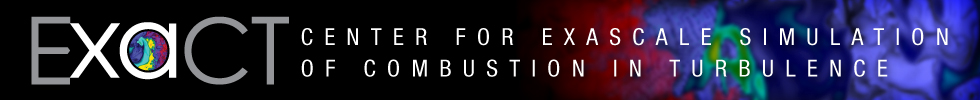 ExaCT
CENTER FOR EXASCALE SIMULATION
OF COMBUSTION IN TURBULENCE